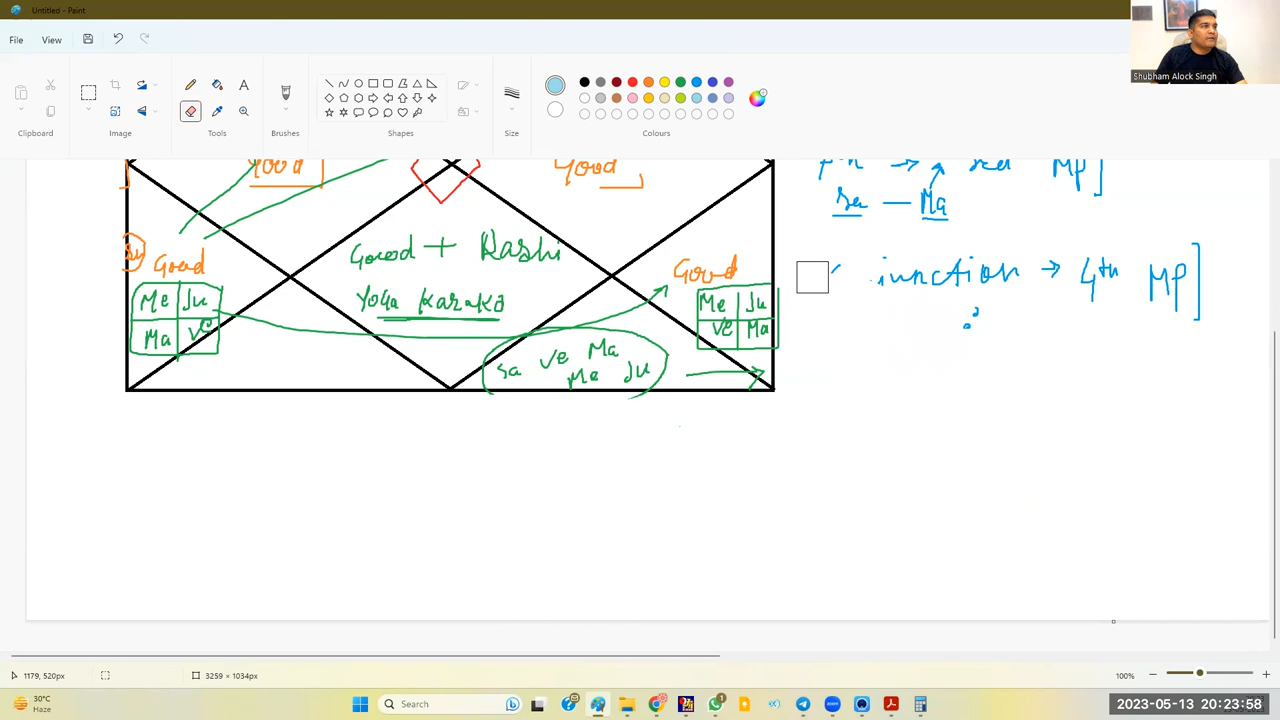 Untitled - Paint
File
View
Clipboard
Image
Tools
Brushes
Shapes
Size
Colours
Shubham Alock Singh
Good
Good
→
Mp]
sa — Ma
Good
Me Ju
Ma Ve
Good + Rashi
Yoga Karaka
Good
Me Ju
Ve Ma
sa Ve Ma
Me Ju
junction → 4th Mp]
?
1179, 520px
3259 × 1034px
100%
30°C
Haze
Search
2023-05-13 20:23:58